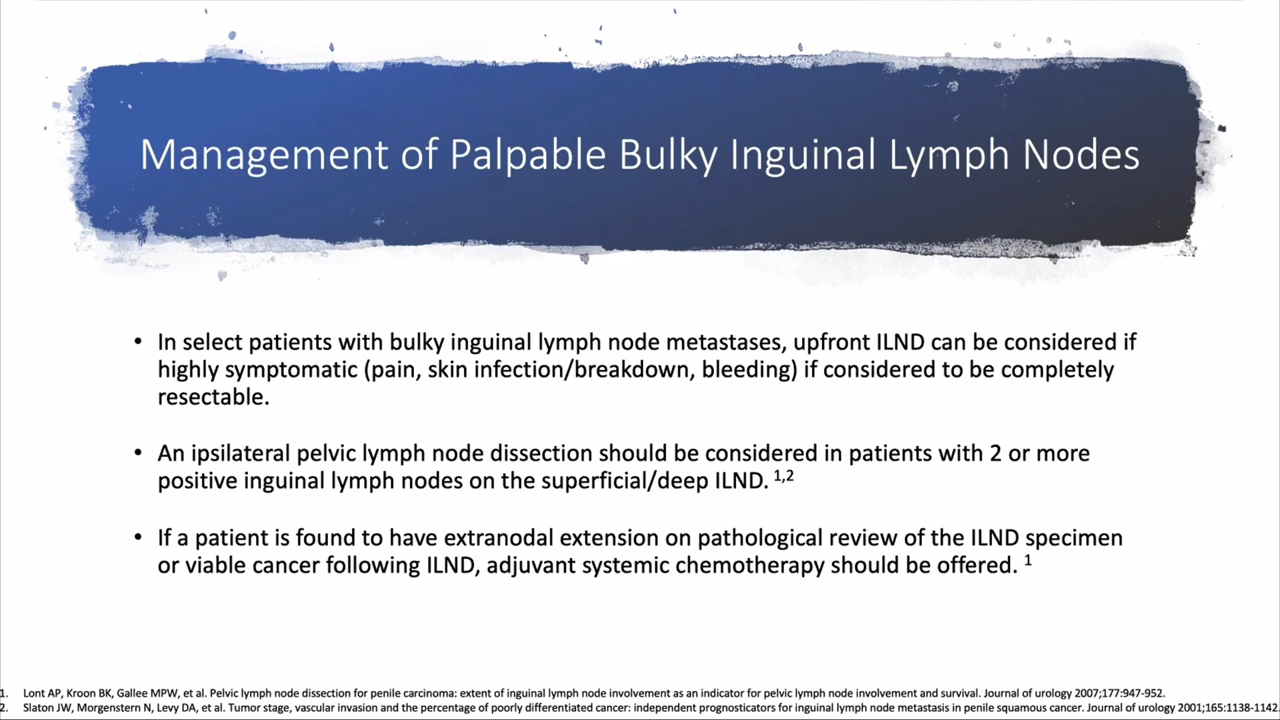 Management of Palpable Bulky Inguinal Lymph Nodes
• In select patients with bulky inguinal lymph node metastases, upfront ILND can be considered if
highly symptomatic (pain, skin infection/breakdown, bleeding) if considered to be completely
resectable.
• An ipsilateral pelvic lymph node dissection should be considered in patients with 2 or more
positive inguinal lymph nodes on the superficial/deep ILND. 1,2
• If a patient is found to have extranodal extension on pathological review of the ILND specimen
or viable cancer following ILND, adjuvant systemic chemotherapy should be offered. 1
1. Lont AP, Kroon BK, Gallee MPW, et al. Pelvic lymph node dissection for penile carcinoma: extent of inguinal lymph node involvement as an indicator for pelvic lymph node involvement and survival. Journal of urology 2007;177:947-952.
2. Slaton JW, Morgenstern N, Levy DA, et al. Tumor stage, vascular invasion and the percentage of poorly differentiated cancer: independent prognosticators for inguinal lymph node metastasis in penile squamous cancer. Journal of urology 2001;165:1138-1142